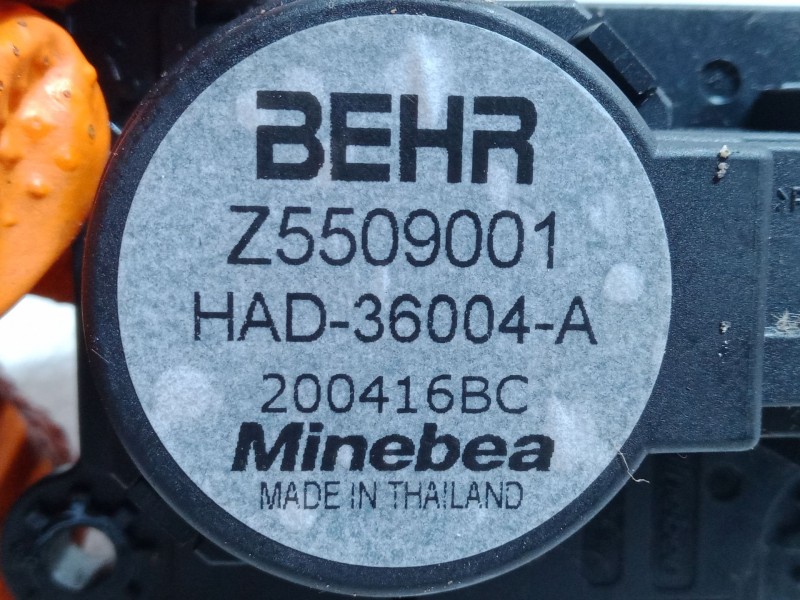 BEHR
Z5509001
HAD-36004-A
200416BC
Minebea
MADE IN THAILAND